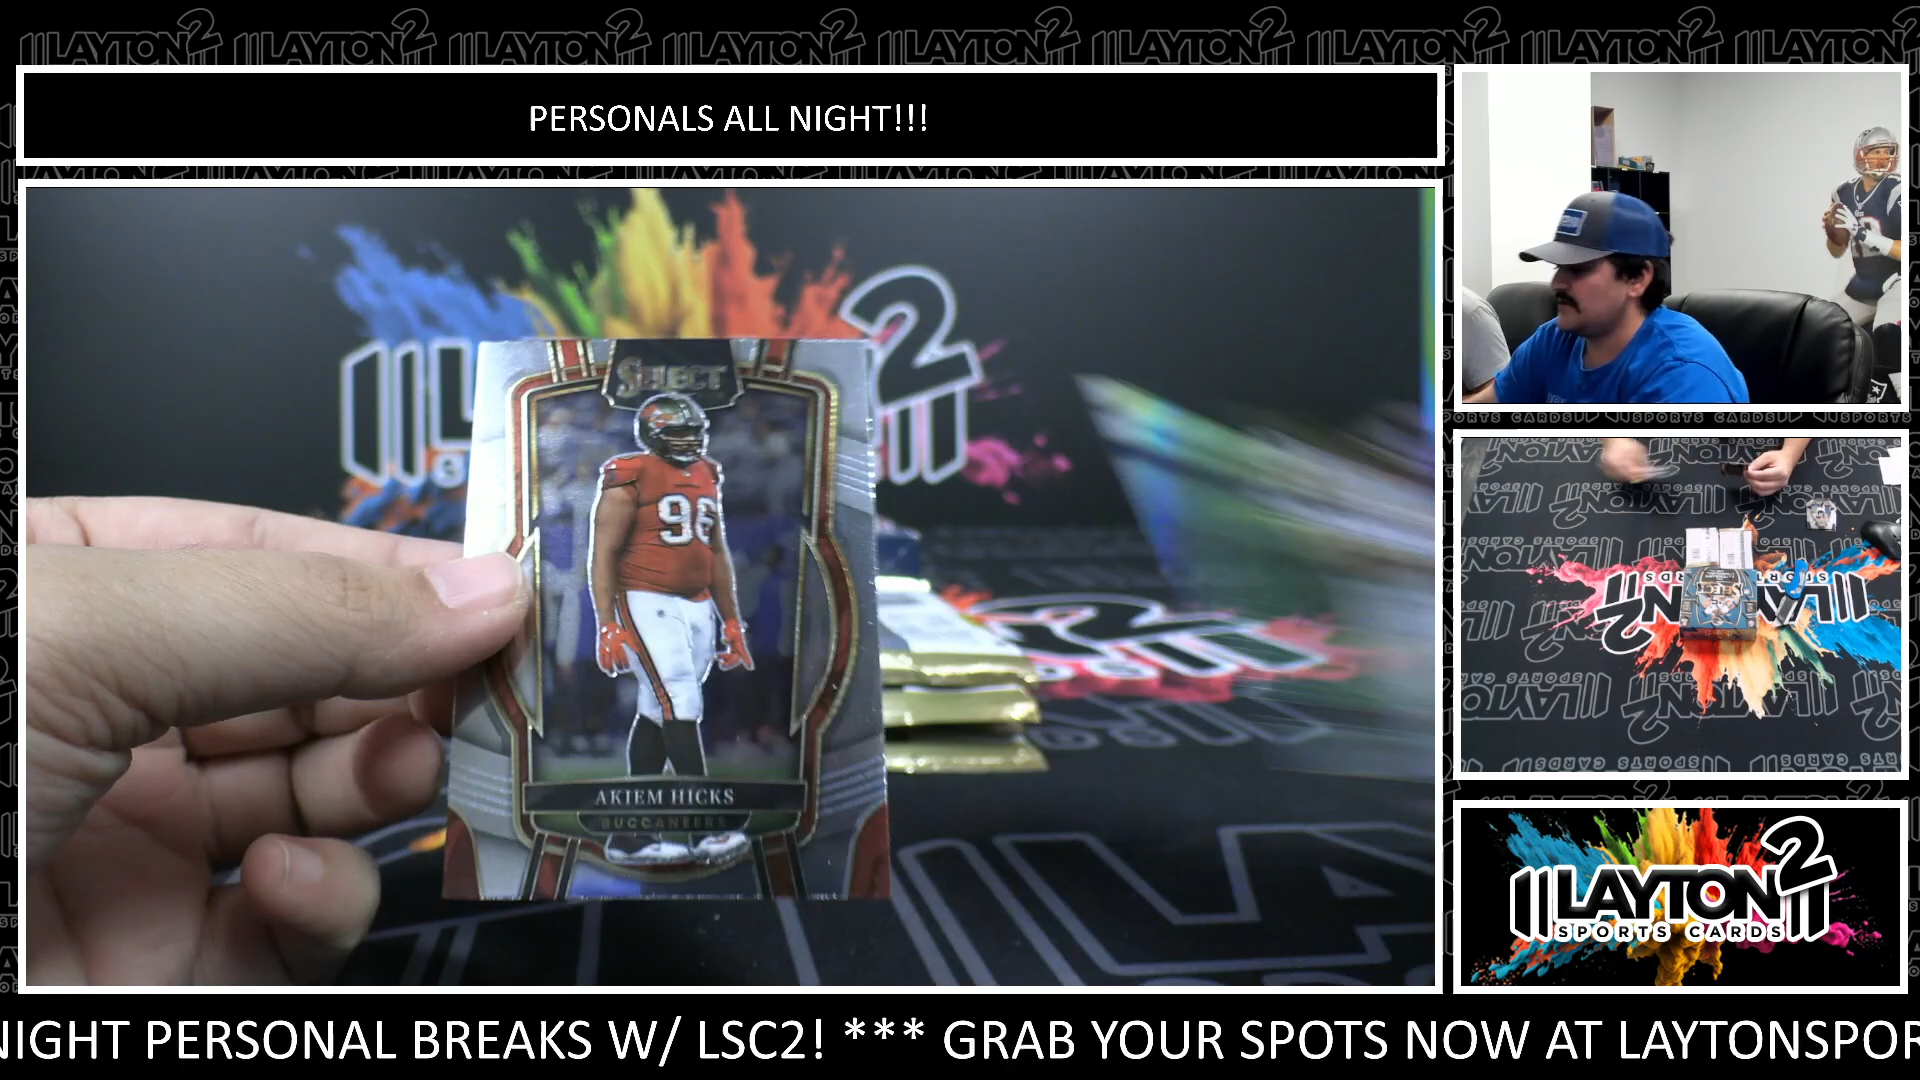 PERSONALS ALL NIGHT!!!
SELECT
96
AKIEM HICKS
BUCCANEERS
LAYTON 2
SPORTS CARDS
NIGHT PERSONAL BREAKS W/ LSC2! *** GRAB YOUR SPOTS NOW AT LAYTONSPOR